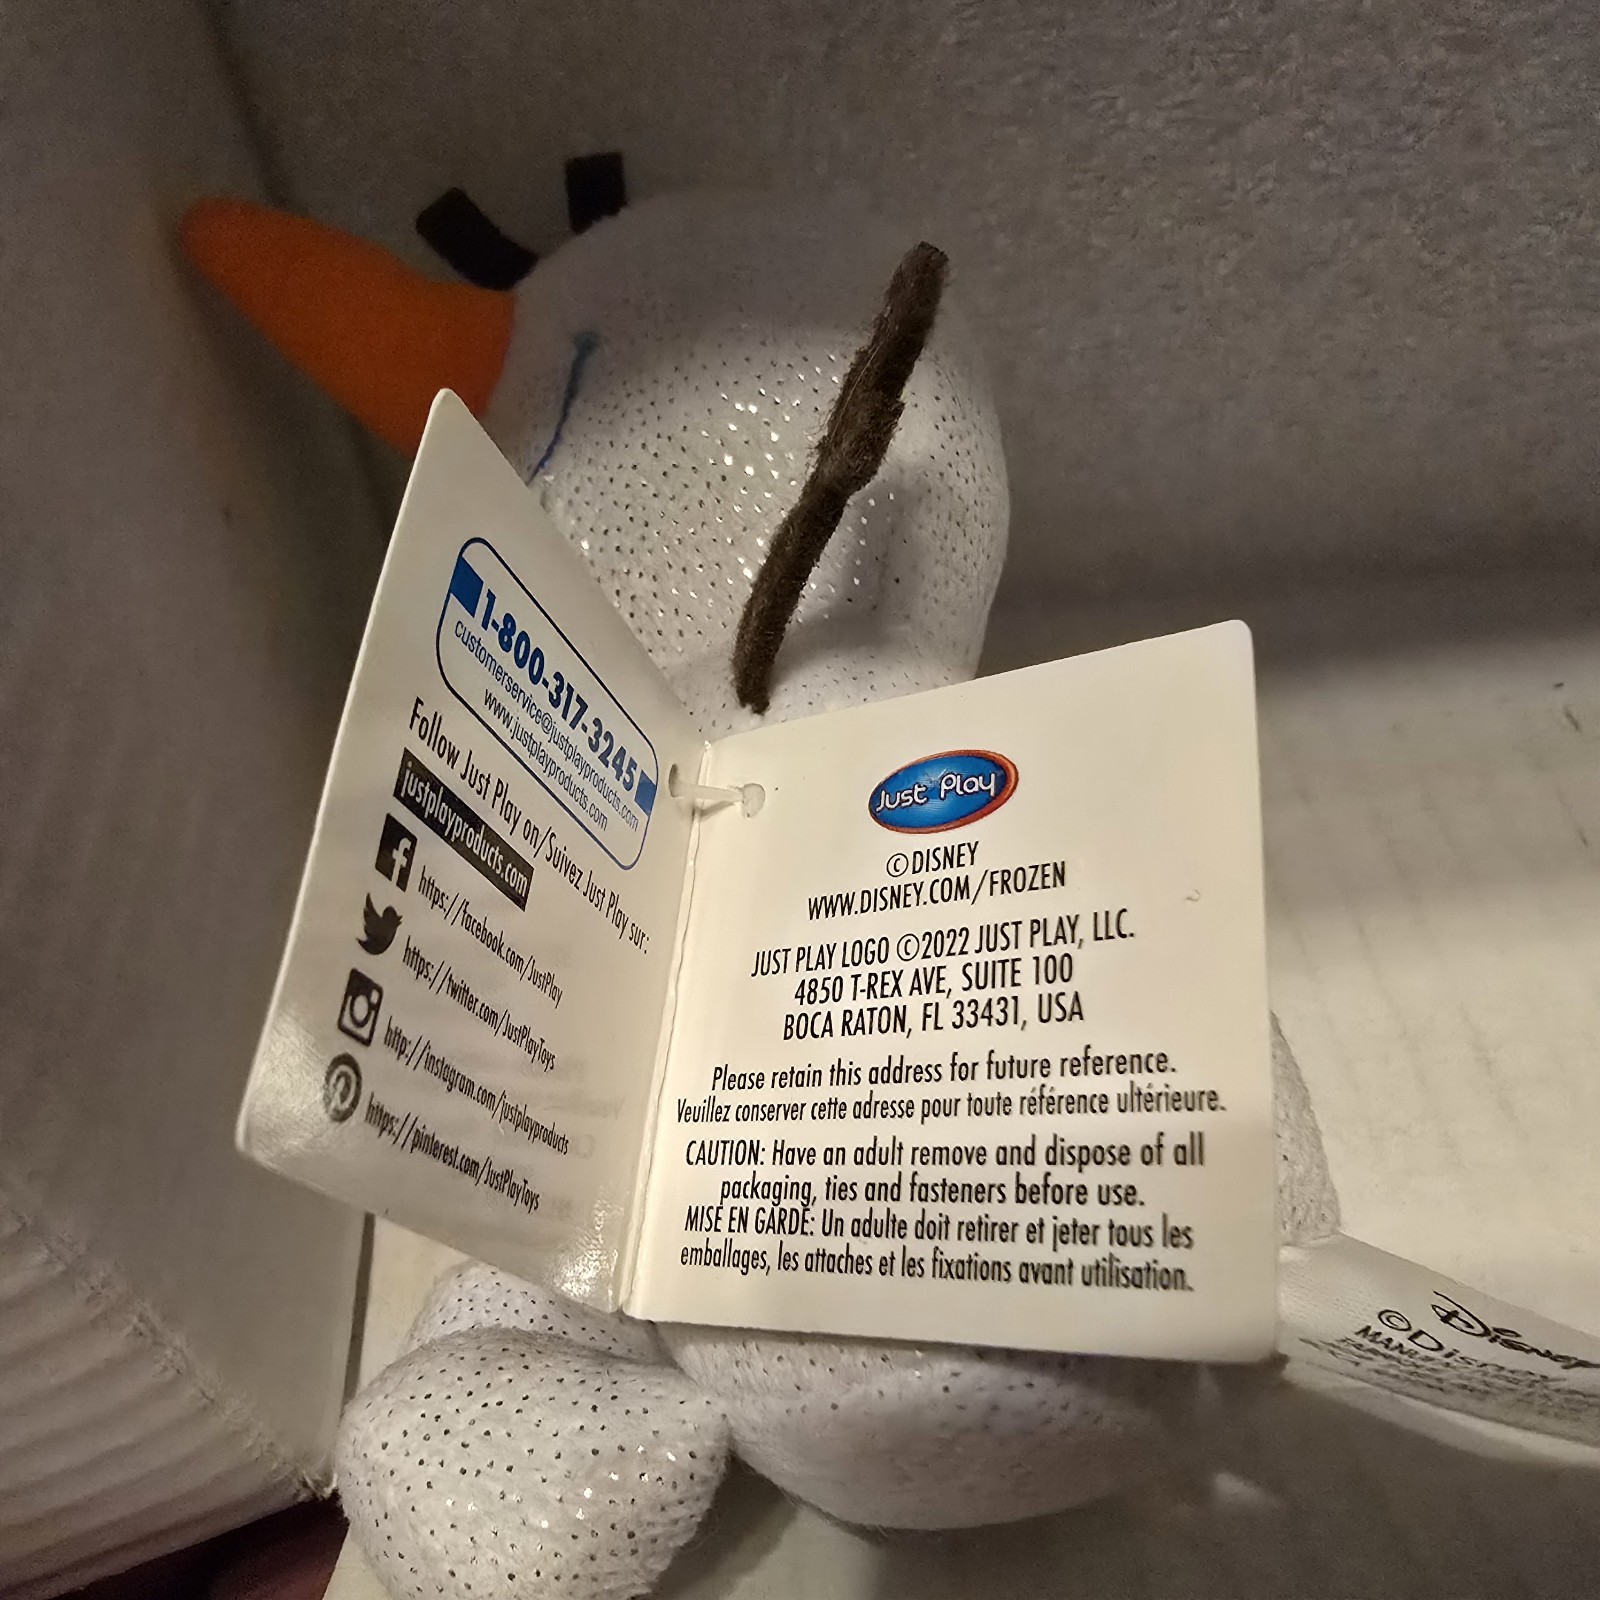 1-800-317-3245
customerservice@justplayproducts.com
www.justplayproducts.com
Follow Just Play on/Suivez Just Play sur:
justplayproducts.com
https://facebook.com/JustPlay
https://twitter.com/JustPlayToys
http://instagram.com/justplayproducts
https://pinterest.com/JustPlayToys
Just Play
©DISNEY
WWW.DISNEY.COM/FROZEN
JUST PLAY LOGO ©2022 JUST PLAY, LLC.
4850 T-REX AVE, SUITE 100
BOCA RATON, FL 33431, USA
Please retain this address for future reference.
Veuillez conserver cette adresse pour toute référence ultérieure.
CAUTION: Have an adult remove and dispose of all
packaging, ties and fasteners before use.
MISE EN GARDE: Un adulte doit retirer et jeter tous les
emballages, les attaches et les fixations avant utilisation.
Disney
©Disney